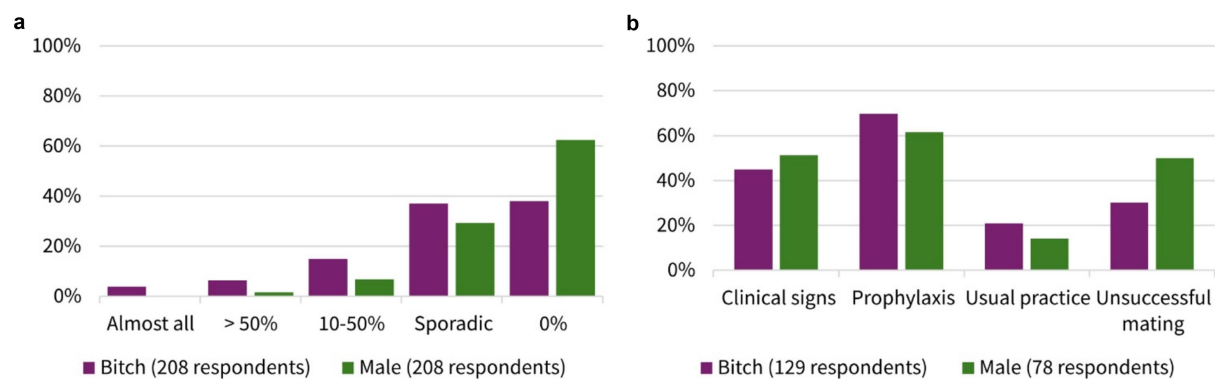 a
100%
80%
60%
40%
20%
0%
Almost all > 50% 10-50% Sporadic 0%
Bitch (208 respondents) Male (208 respondents)
b
100%
80%
60%
40%
20%
0%
Clinical signs Prophylaxis Usual practice Unsuccessful
mating
Bitch (129 respondents) Male (78 respondents)